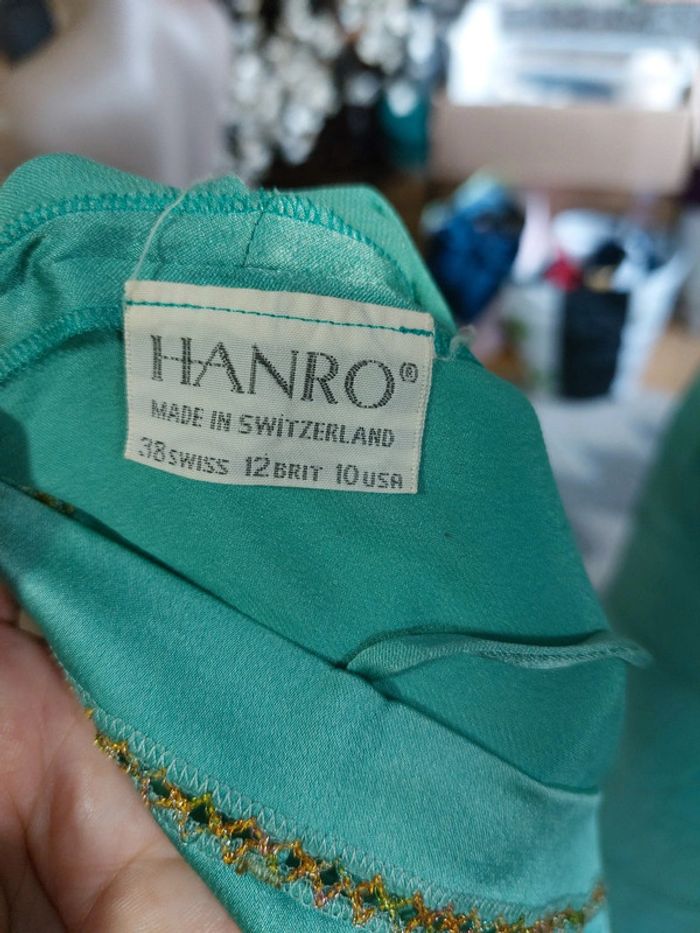 HANRO®
MADE IN SWITZERLAND
38 SWISS 12 BRIT 10 USA